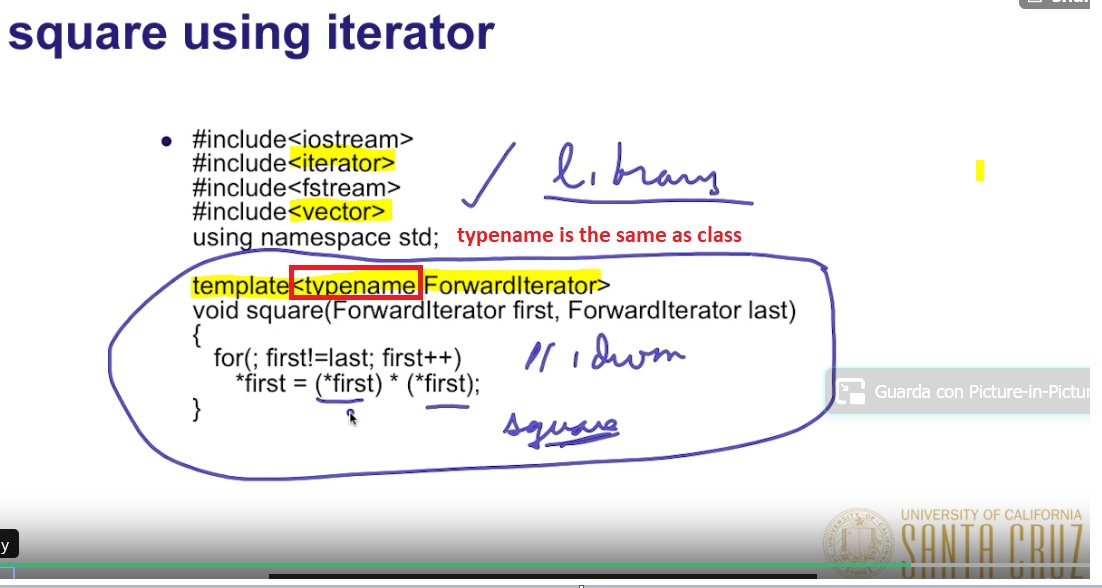 square using iterator
#include<iostream>
#include<iterator>
#include<fstream>
#include<vector>
using namespace std;
library
typename is the same as class
template<typename ForwardIterator>
void square(ForwardIterator first, ForwardIterator last)
{
for(; first!=last; first++)
*first = (*first) * (*first);
}
// idiom
square
Guarda con Picture-in-Pictur
y
UNIVERSITY OF CALIFORNIA
SANTA CRUZ